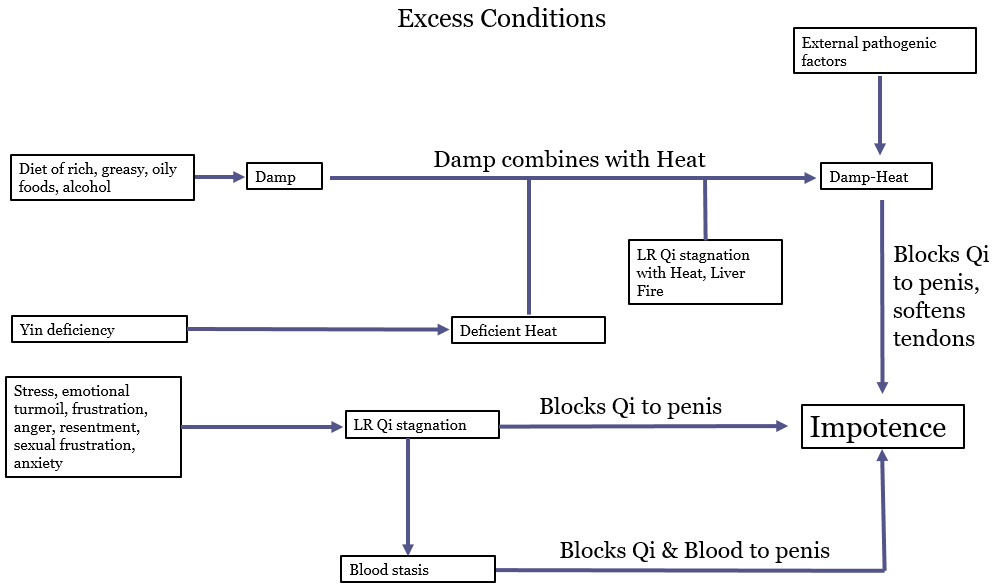 Excess Conditions
External pathogenic
factors
Damp combines with Heat
Diet of rich, greasy, oily
foods, alcohol
Damp
Damp-Heat
LR Qi stagnation
with Heat, Liver
Fire
Blocks Qi
to penis,
softens
tendons
Yin deficiency
Deficient Heat
Stress, emotional
turmoil, frustration,
anger, resentment,
sexual frustration,
anxiety
LR Qi stagnation
Blocks Qi to penis
Impotence
Blocks Qi & Blood to penis
Blood stasis